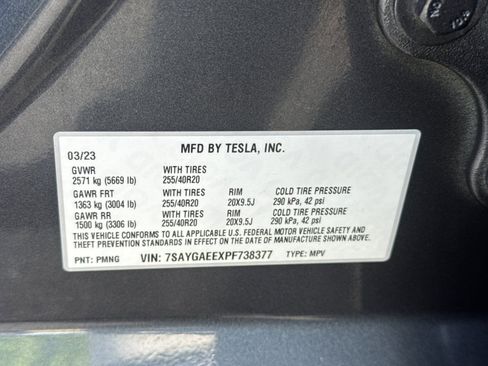 MFD BY TESLA, INC.
03/23
GVWR WITH TIRES
2571 kg (5669 lb) 255/40R20
GAWR FRT WITH TIRES RIM COLD TIRE PRESSURE
1363 kg (3004 lb) 255/40R20 20X9.5J 290 kPa, 42 psi
GAWR RR WITH TIRES RIM COLD TIRE PRESSURE
1500 kg (3306 lb) 255/40R20 20X9.5J 290 kPa, 42 psi
THIS VEHICLE CONFORMS TO ALL APPLICABLE U.S. FEDERAL MOTOR VEHICLE SAFETY AND
THEFT PREVENTION STANDARDS IN EFFECT ON THE DATE OF MANUFACTURE SHOWN ABOVE.
PNT: PMNG VIN: 7SAYGAEEXPF738377 TYPE: MPV